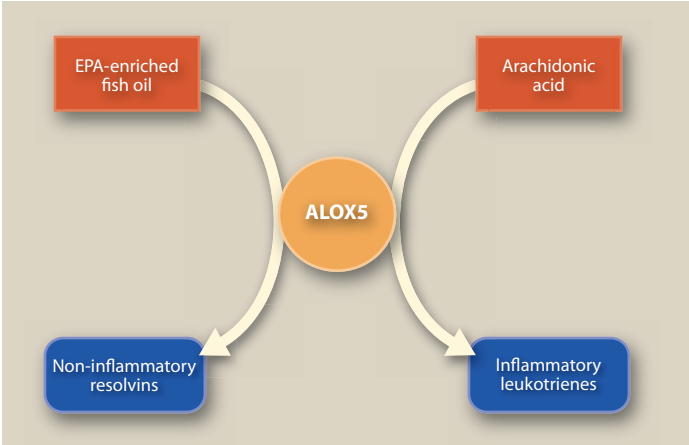 EPA-enriched
fish oil
Arachidonic
acid
ALOX5
Non-inflammatory
resolvins
Inflammatory
leukotrienes